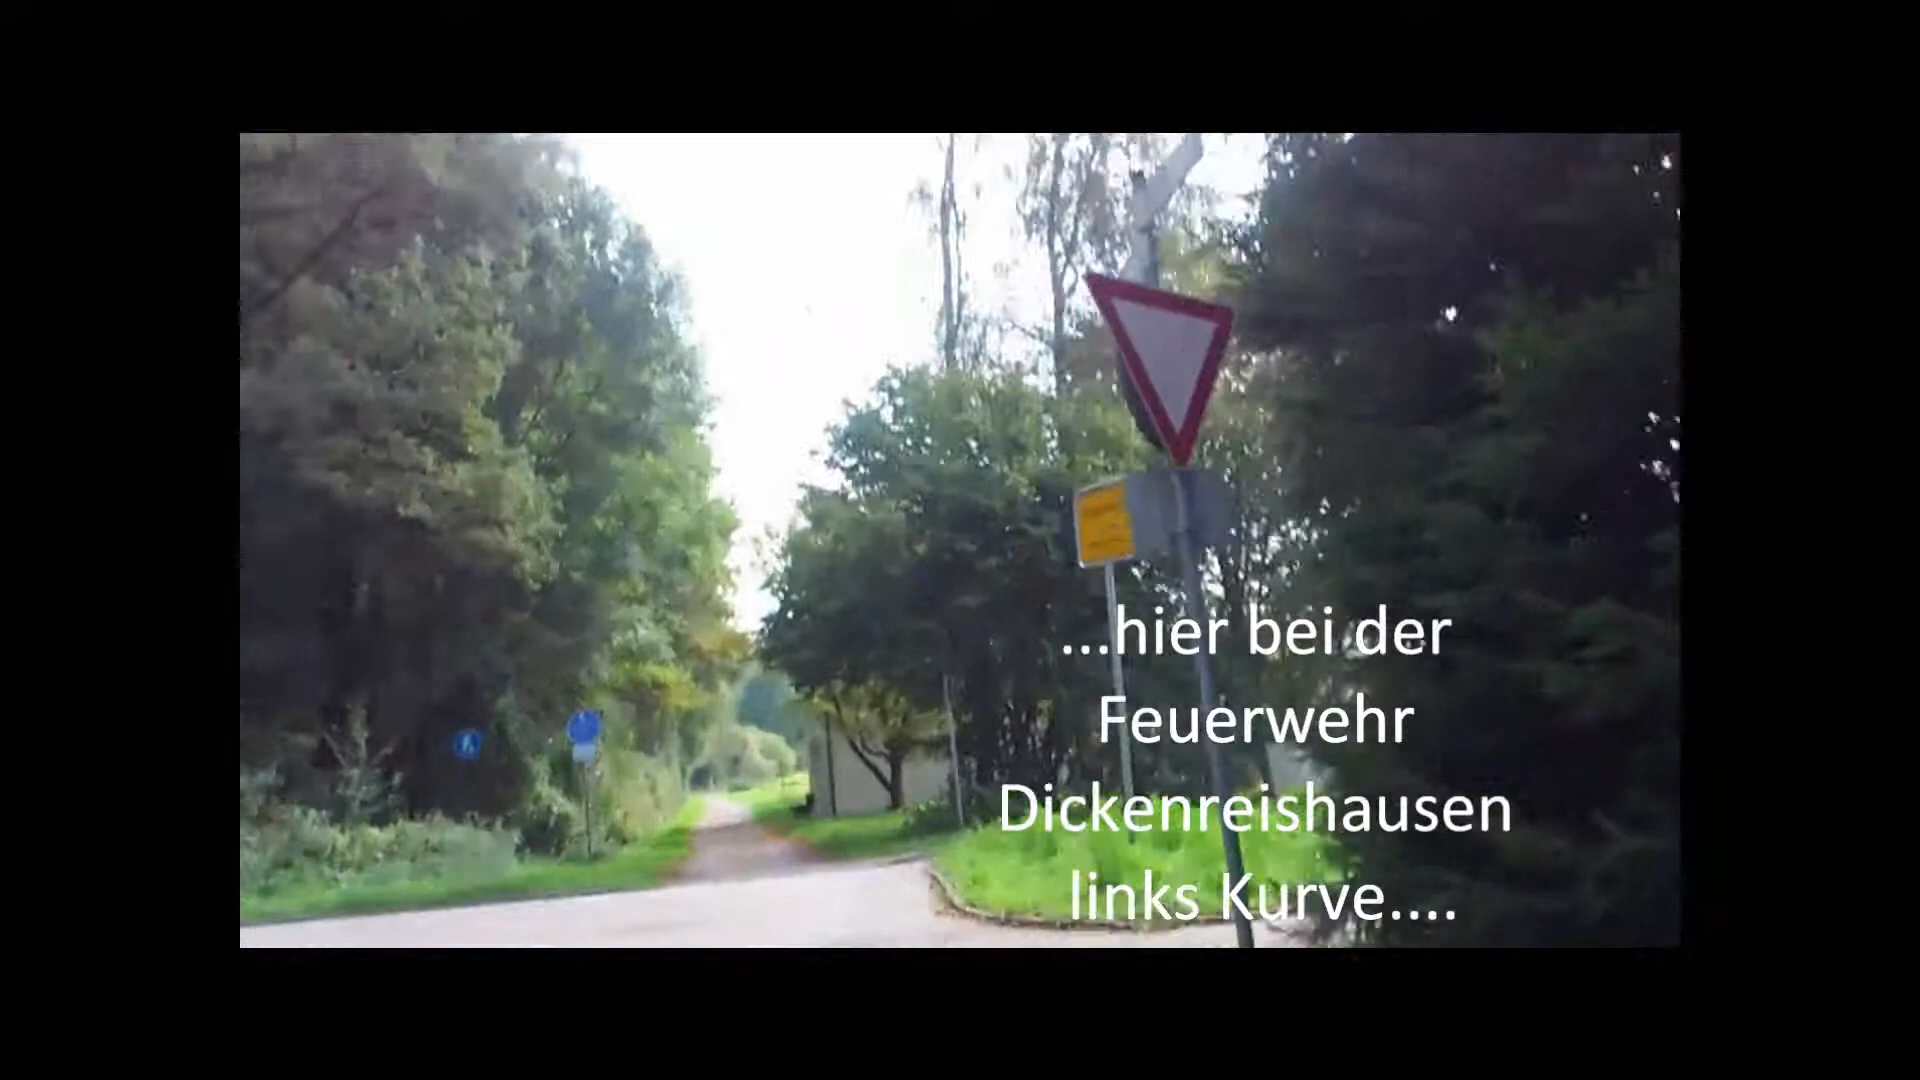 ...hier bei der
Feuerwehr
Dickenreishausen
links Kurve....